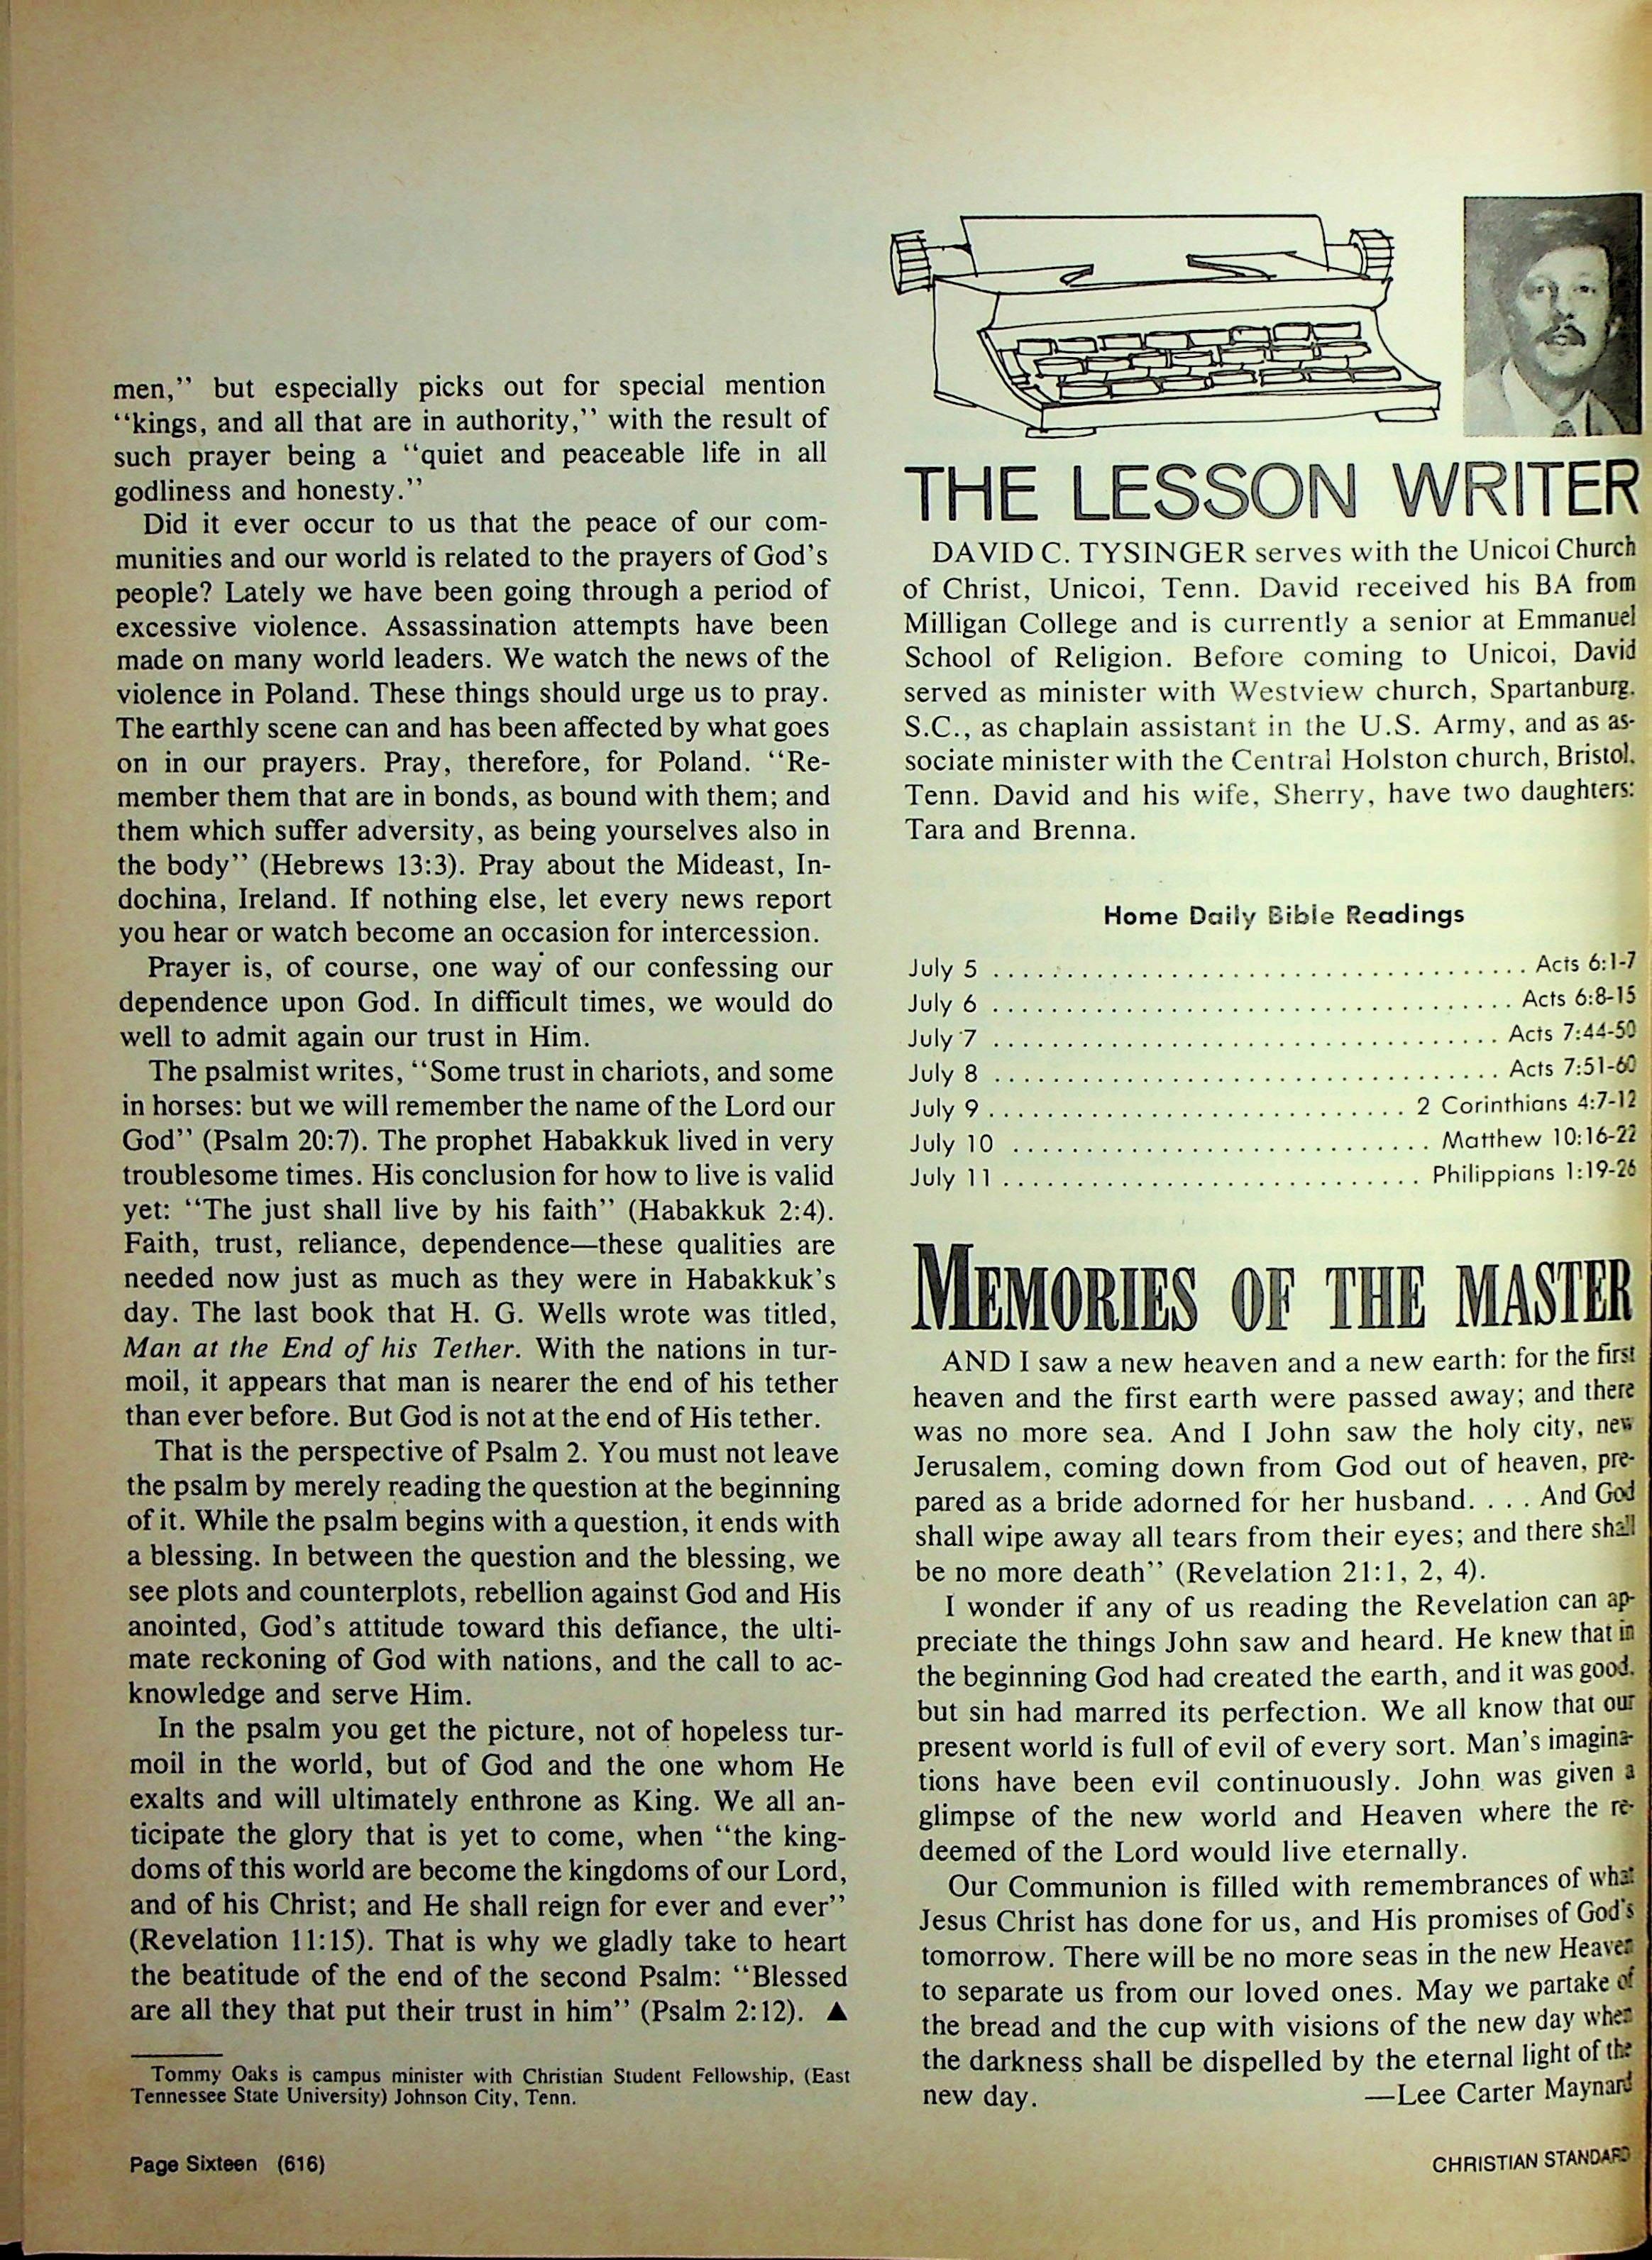 men,'' but especially picks out for special mention
''kings, and all that are in authority,'' with the result of
such prayer being a ''quiet and peaceable life in all
godliness and honesty.''
Did it ever occur to us that the peace of our com-
munities and our world is related to the prayers of God's
people? Lately we have been going through a period of
excessive violence. Assassination attempts have been
made on many world leaders. We watch the news of the
violence in Poland. These things should urge us to pray.
The earthly scene can and has been affected by what goes
on in our prayers. Pray, therefore, for Poland. ''Re-
member them that are in bonds, as bound with them; and
them which suffer adversity, as being yourselves also in
the body'' (Hebrews 13:3). Pray about the Mideast, In-
dochina, Ireland. If nothing else, let every news report
you hear or watch become an occasion for intercession.
Prayer is, of course, one way of our confessing our
dependence upon God. In difficult times, we would do
well to admit again our trust in Him.
The psalmist writes, ''Some trust in chariots, and some
in horses: but we will remember the name of the Lord our
God'' (Psalm 20:7). The prophet Habakkuk lived in very
troublesome times. His conclusion for how to live is valid
yet: ''The just shall live by his faith'' (Habakkuk 2:4).
Faith, trust, reliance, dependence—these qualities are
needed now just as much as they were in Habakkuk's
day. The last book that H. G. Wells wrote was titled,
Man at the End of his Tether. With the nations in tur-
moil, it appears that man is nearer the end of his tether
than ever before. But God is not at the end of His tether.
That is the perspective of Psalm 2. You must not leave
the psalm by merely reading the question at the beginning
of it. While the psalm begins with a question, it ends with
a blessing. In between the question and the blessing, we
see plots and counterplots, rebellion against God and His
anointed, God's attitude toward this defiance, the ulti-
mate reckoning of God with nations, and the call to ac-
knowledge and serve Him.
In the psalm you get the picture, not of hopeless tur-
moil in the world, but of God and the one whom He
exalts and will ultimately enthrone as King. We all an-
ticipate the glory that is yet to come, when ''the king-
doms of this world are become the kingdoms of our Lord,
and of his Christ; and He shall reign for ever and ever''
(Revelation 11:15). That is why we gladly take to heart
the beatitude of the end of the second Psalm: ''Blessed
are all they that put their trust in him'' (Psalm 2:12). ▲
Tommy Oaks is campus minister with Christian Student Fellowship, (East
Tennessee State University) Johnson City, Tenn.
Page Sixteen (616)
THE LESSON WRITER
DAVID C. TYSINGER serves with the Unicoi Church
of Christ, Unicoi, Tenn. David received his BA from
Milligan College and is currently a senior at Emmanuel
School of Religion. Before coming to Unicoi, David
served as minister with Westview church, Spartanburg,
S.C., as chaplain assistant in the U.S. Army, and as as-
sociate minister with the Central Holston church, Bristol,
Tenn. David and his wife, Sherry, have two daughters:
Tara and Brenna.
Home Daily Bible Readings
July 5 ..................................... Acts 6:1-7
July 6 .................................... Acts 6:8-15
July 7 ................................... Acts 7:44-50
July 8 ................................... Acts 7:51-60
July 9 ............................. 2 Corinthians 4:7-12
July 10 ............................. Matthew 10:16-22
July 11 ............................. Philippians 1:19-26
MEMORIES OF THE MASTER
AND I saw a new heaven and a new earth: for the first
heaven and the first earth were passed away; and there
was no more sea. And I John saw the holy city, new
Jerusalem, coming down from God out of heaven, pre-
pared as a bride adorned for her husband. . . . And God
shall wipe away all tears from their eyes; and there shall
be no more death'' (Revelation 21:1, 2, 4).
I wonder if any of us reading the Revelation can ap-
preciate the things John saw and heard. He knew that in
the beginning God had created the earth, and it was good,
but sin had marred its perfection. We all know that our
present world is full of evil of every sort. Man's imagina-
tions have been evil continuously. John was given a
glimpse of the new world and Heaven where the re-
deemed of the Lord would live eternally.
Our Communion is filled with remembrances of what
Jesus Christ has done for us, and His promises of God's
tomorrow. There will be no more seas in the new Heaven
to separate us from our loved ones. May we partake of
the bread and the cup with visions of the new day when
the darkness shall be dispelled by the eternal light of the
new day. —Lee Carter Maynard
CHRISTIAN STANDARD